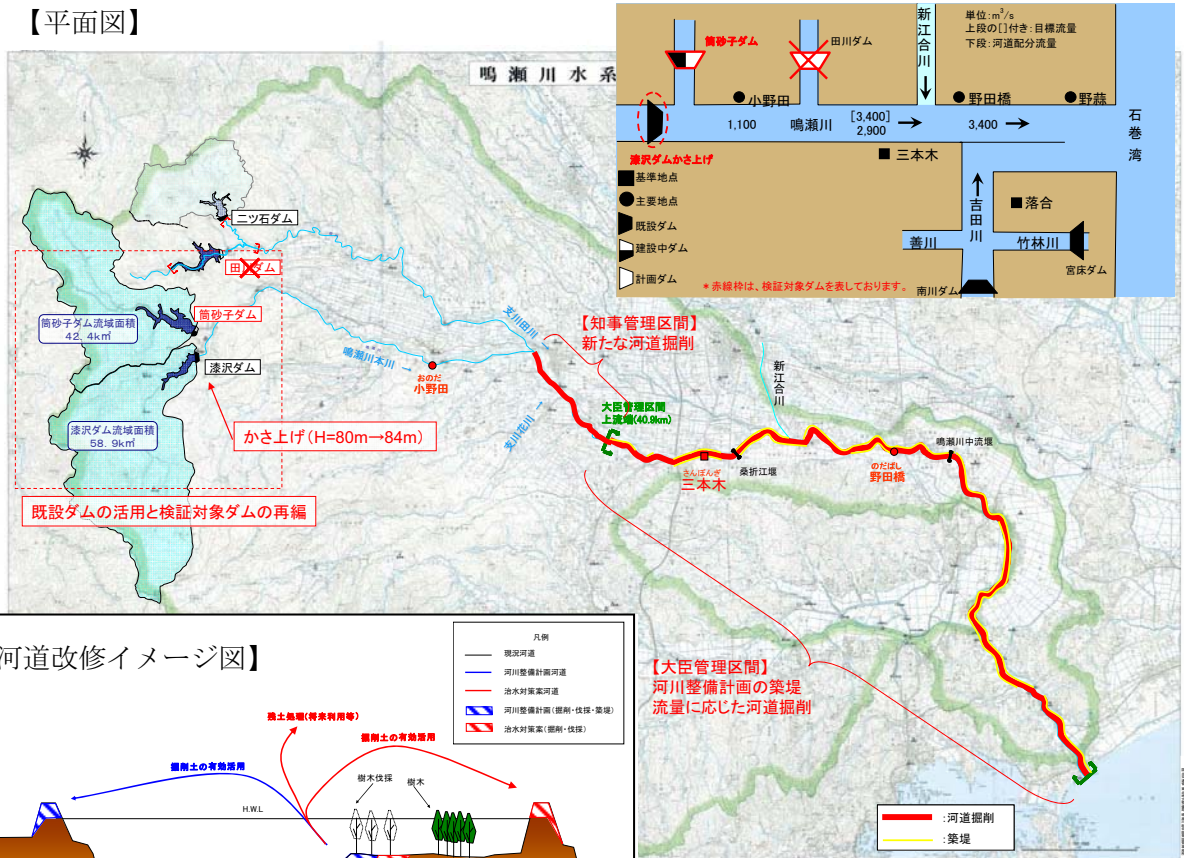 【平面図】
鳴瀬川水系
筒砂子ダム
田川ダム
新江合川
単位:m³/s
上段の[]付き:目標流量
下段:河道配分流量
小野田
野田橋
野蒜
1,100
鳴瀬川
[3,400]
2,900
3,400
石巻湾
漆沢ダムかさ上げ
三本木
基準地点
主要地点
既設ダム
建設中ダム
計画ダム
吉田川
落合
善川
竹林川
宮床ダム
南川ダム
*赤線枠は、検証対象ダムを表しております。
二ツ石ダム
田川ダム
筒砂子ダム
筒砂子ダム流域面積
42.4k㎡
漆沢ダム
漆沢ダム流域面積
58.9k㎡
かさ上げ(H=80m→84m)
既設ダムの活用と検証対象ダムの再編
支川田川
鳴瀬川本川
おのだ
小野田
支川花川
【知事管理区間】
新たな河道掘削
大臣管理区間
上流端(40.9km)
新江合川
さんぼんぎ
三本木
桑折江堰
のだばし
野田橋
鳴瀬川中流堰
【大臣管理区間】
河川整備計画の築堤
流量に応じた河道掘削
:河道掘削
:築堤
河道改修イメージ図】
凡例
現況河道
河川整備計画河道
治水対策案河道
河川整備計画(掘削・伐採・築堤)
治水対策案(掘削・伐採)
残土処理(将来利用等)
掘削土の有効活用
掘削土の有効活用
樹木伐採
樹木
H.W.L